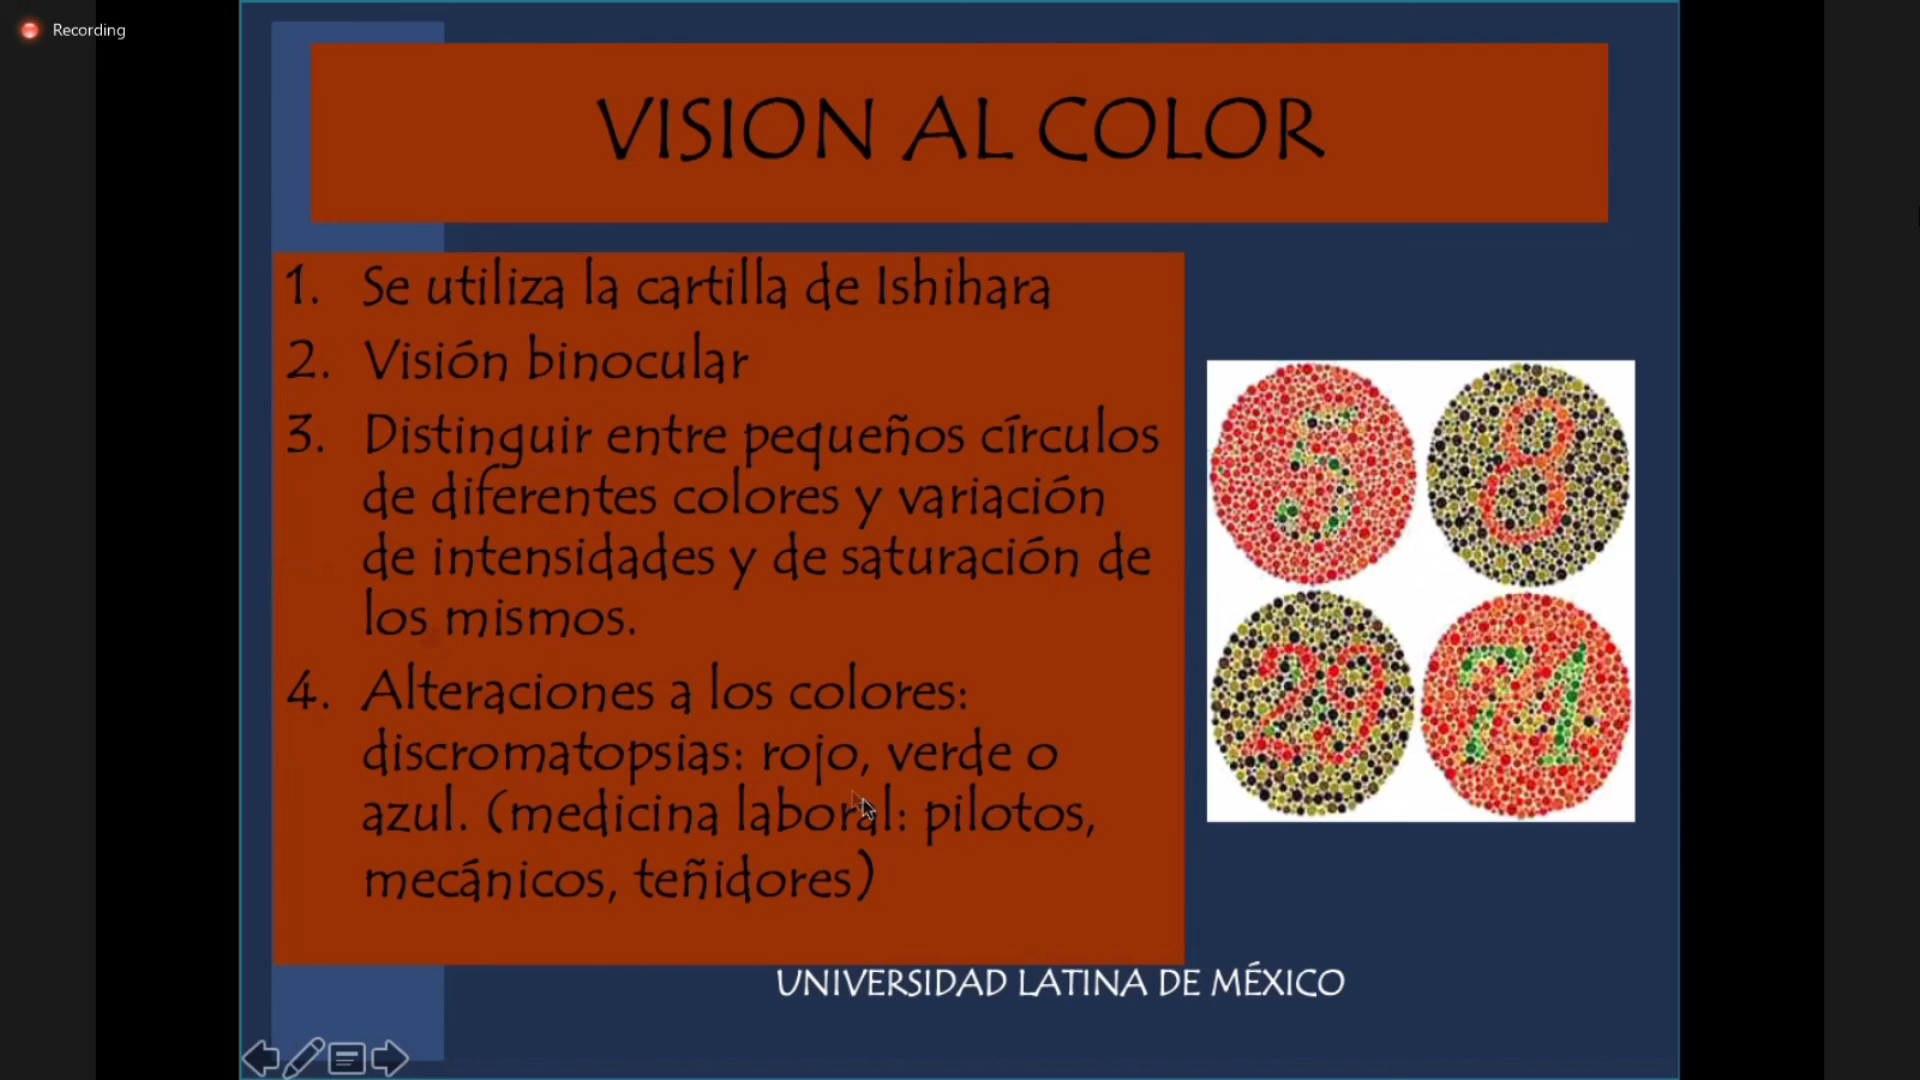 Recording
VISION AL COLOR
1. Se utiliza la cartilla de Ishihara
2. Visión binocular
3. Distinguir entre pequeños círculos
de diferentes colores y variación
de intensidades y de saturación de
los mismos.
4. Alteraciones a los colores:
discromatopsias: rojo, verde o
azul. (medicina laboral: pilotos,
mecánicos, teñidores)
5 8
29 74
UNIVERSIDAD LATINA DE MÉXICO